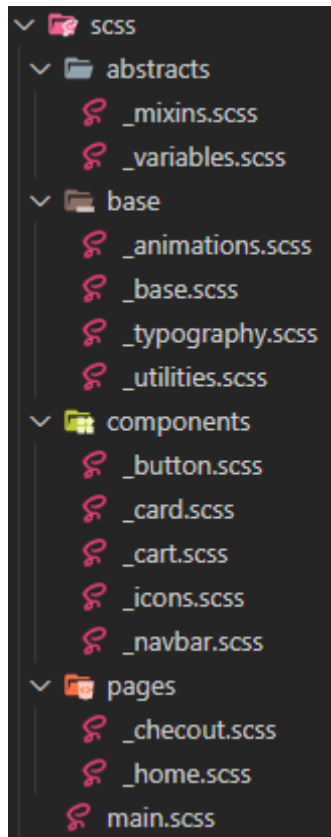 scss
abstracts
_mixins.scss
_variables.scss
base
_animations.scss
_base.scss
_typography.scss
_utilities.scss
components
_button.scss
_card.scss
_cart.scss
_icons.scss
_navbar.scss
pages
_checout.scss
_home.scss
main.scss